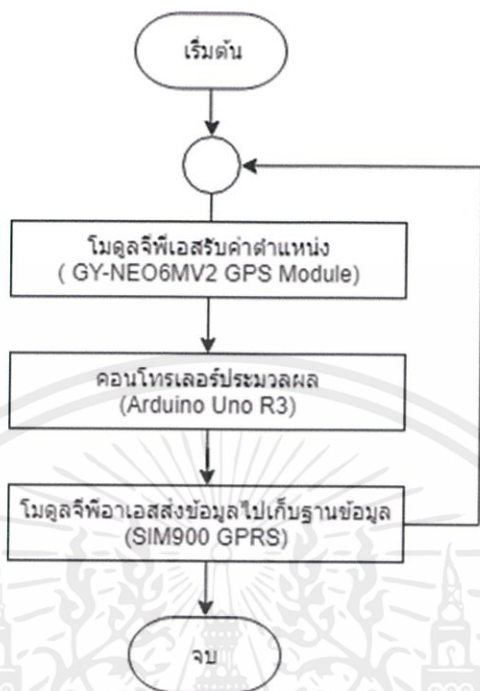 เริ่มต้น
โมดูลจีพีเอสรับค่าตำแหน่ง
( GY-NEO6MV2 GPS Module)
คอนโทรเลอร์ประมวลผล
(Arduino Uno R3)
โมดูลจีพีอาเอสส่งข้อมูลไปเก็บฐานข้อมูล
(SIM900 GPRS)
จบ